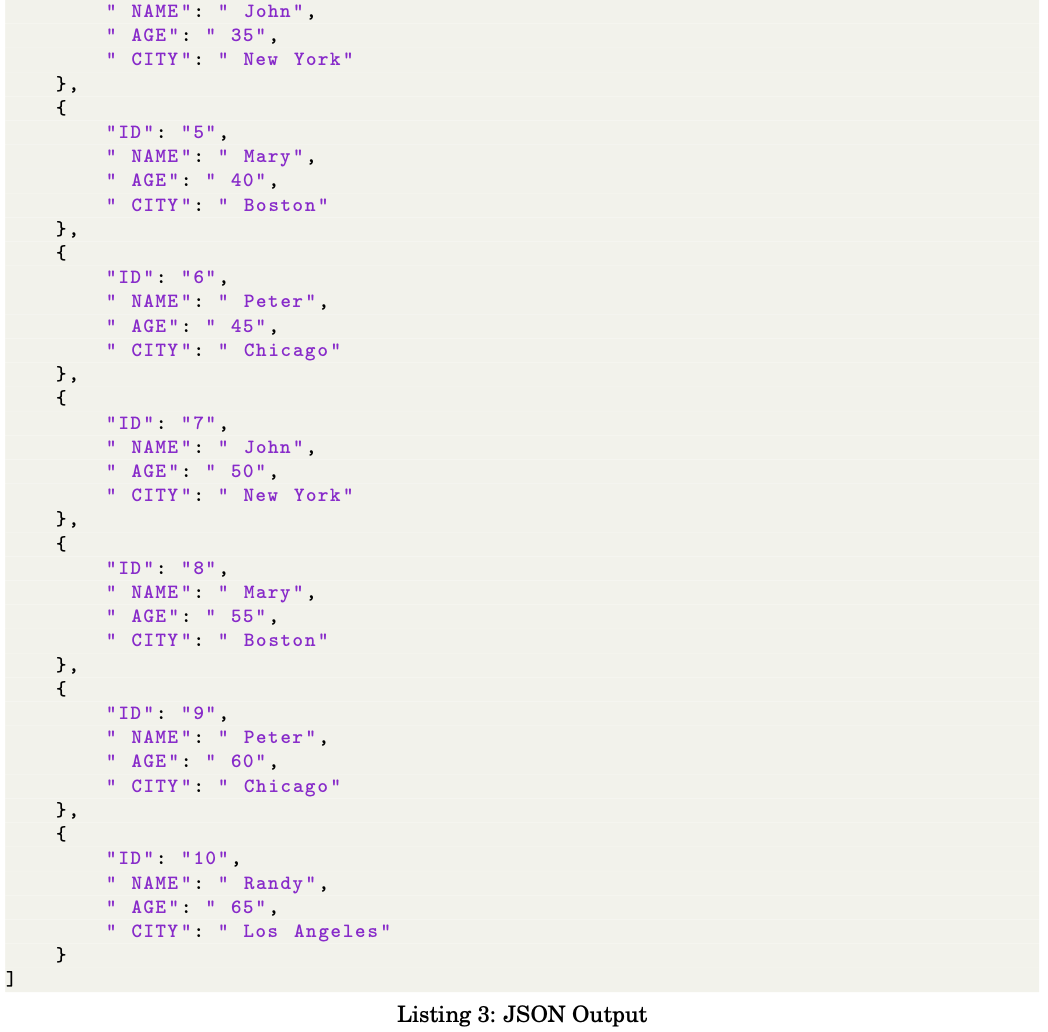 " NAME": " John",
" AGE": " 35",
" CITY": " New York"
},
{
"ID": "5",
" NAME": " Mary",
" AGE": " 40",
" CITY": " Boston"
},
{
"ID": "6",
" NAME": " Peter",
" AGE": " 45",
" CITY": " Chicago"
},
{
"ID": "7",
" NAME": " John",
" AGE": " 50",
" CITY": " New York"
},
{
"ID": "8",
" NAME": " Mary",
" AGE": " 55",
" CITY": " Boston"
},
{
"ID": "9",
" NAME": " Peter",
" AGE": " 60",
" CITY": " Chicago"
},
{
"ID": "10",
" NAME": " Randy",
" AGE": " 65",
" CITY": " Los Angeles"
}
]
Listing 3: JSON Output